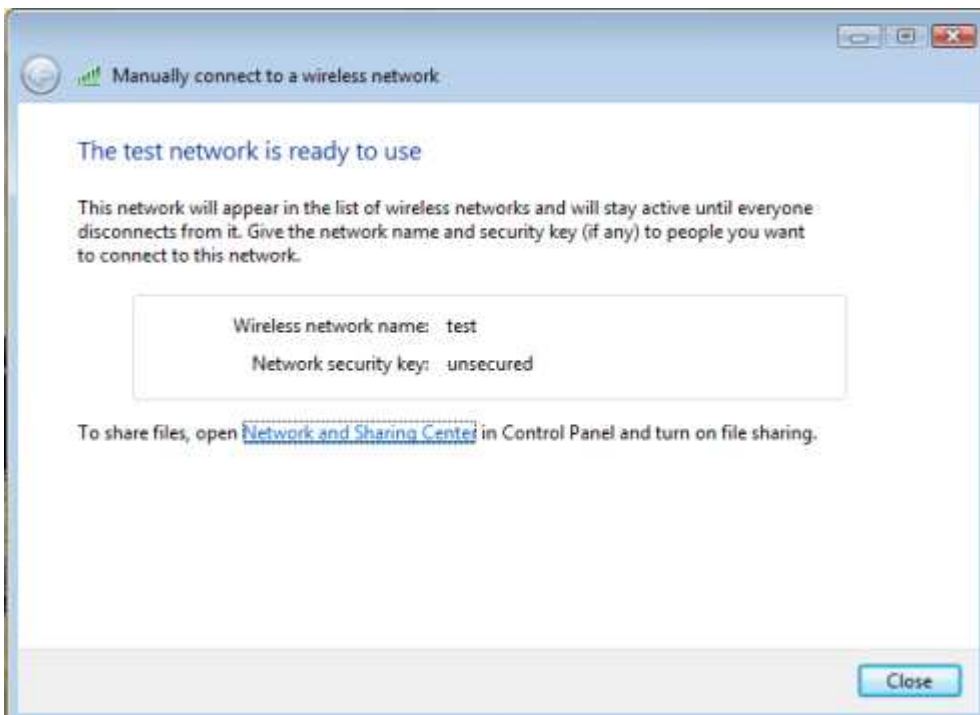 Manually connect to a wireless network
The test network is ready to use
This network will appear in the list of wireless networks and will stay active until everyone
disconnects from it. Give the network name and security key (if any) to people you want
to connect to this network.
Wireless network name: test
Network security key: unsecured
To share files, open Network and Sharing Center in Control Panel and turn on file sharing.
Close